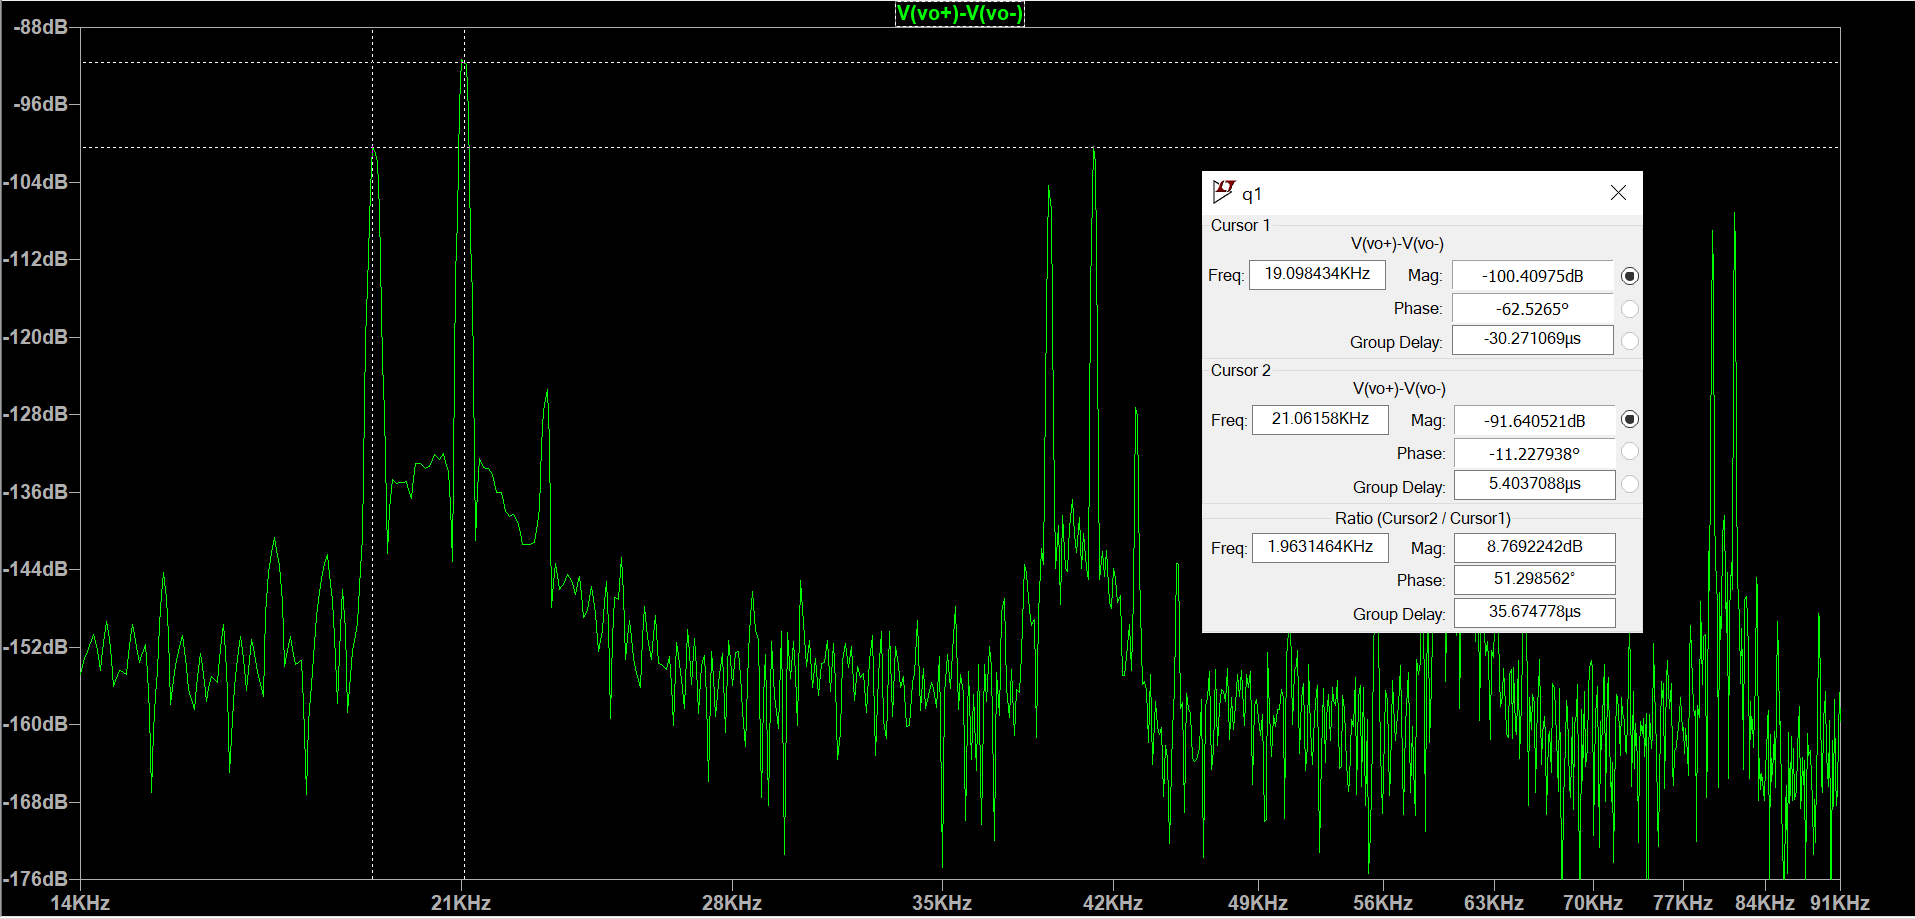 V(vo+)-V(vo-)
-88dB
-96dB
-104dB
-112dB
-120dB
-128dB
-136dB
-144dB
-152dB
-160dB
-168dB
-176dB
14KHz 21KHz 28KHz 35KHz 42KHz 49KHz 56KHz 63KHz 70KHz 77KHz 84KHz 91KHz
q1
Cursor 1
V(vo+)-V(vo-)
Freq: 19.098434KHz Mag: -100.40975dB
Phase: -62.5265°
Group Delay: -30.271069µs
Cursor 2
V(vo+)-V(vo-)
Freq: 21.06158KHz Mag: -91.640521dB
Phase: -11.227938°
Group Delay: 5.4037088µs
Ratio (Cursor2 / Cursor1)
Freq: 1.9631464KHz Mag: 8.7692242dB
Phase: 51.298562°
Group Delay: 35.674778µs